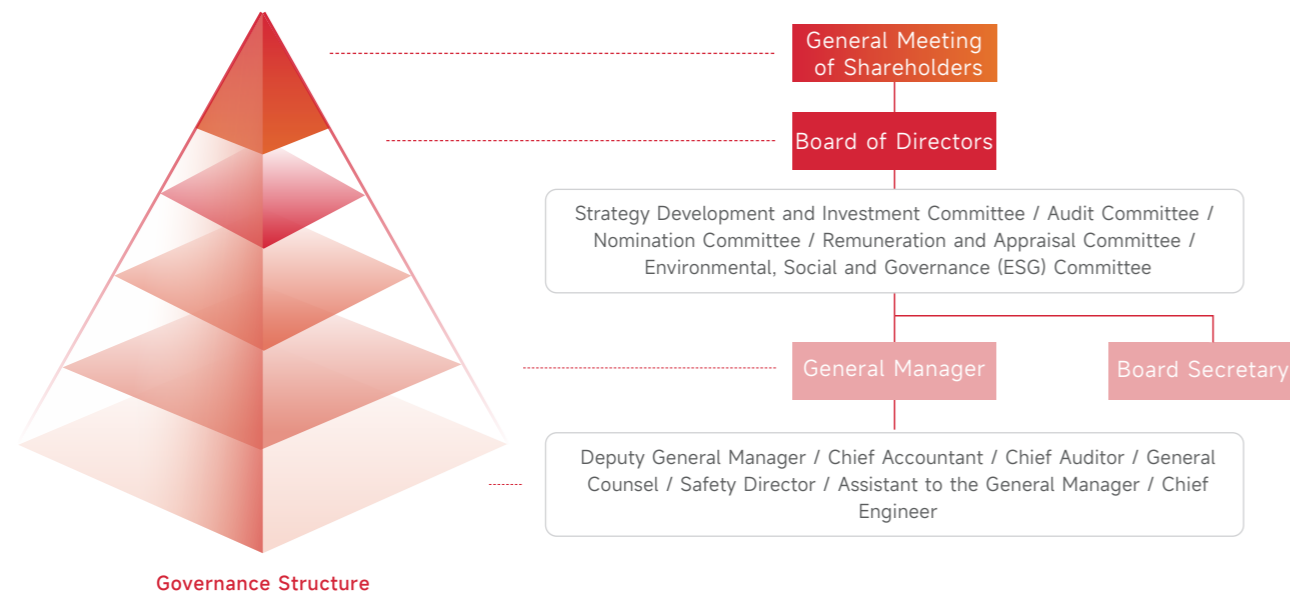 General Meeting
of Shareholders
Board of Directors
Strategy Development and Investment Committee / Audit Committee /
Nomination Committee / Remuneration and Appraisal Committee /
Environmental, Social and Governance (ESG) Committee
General Manager
Board Secretary
Deputy General Manager / Chief Accountant / Chief Auditor / General
Counsel / Safety Director / Assistant to the General Manager / Chief
Engineer
Governance Structure